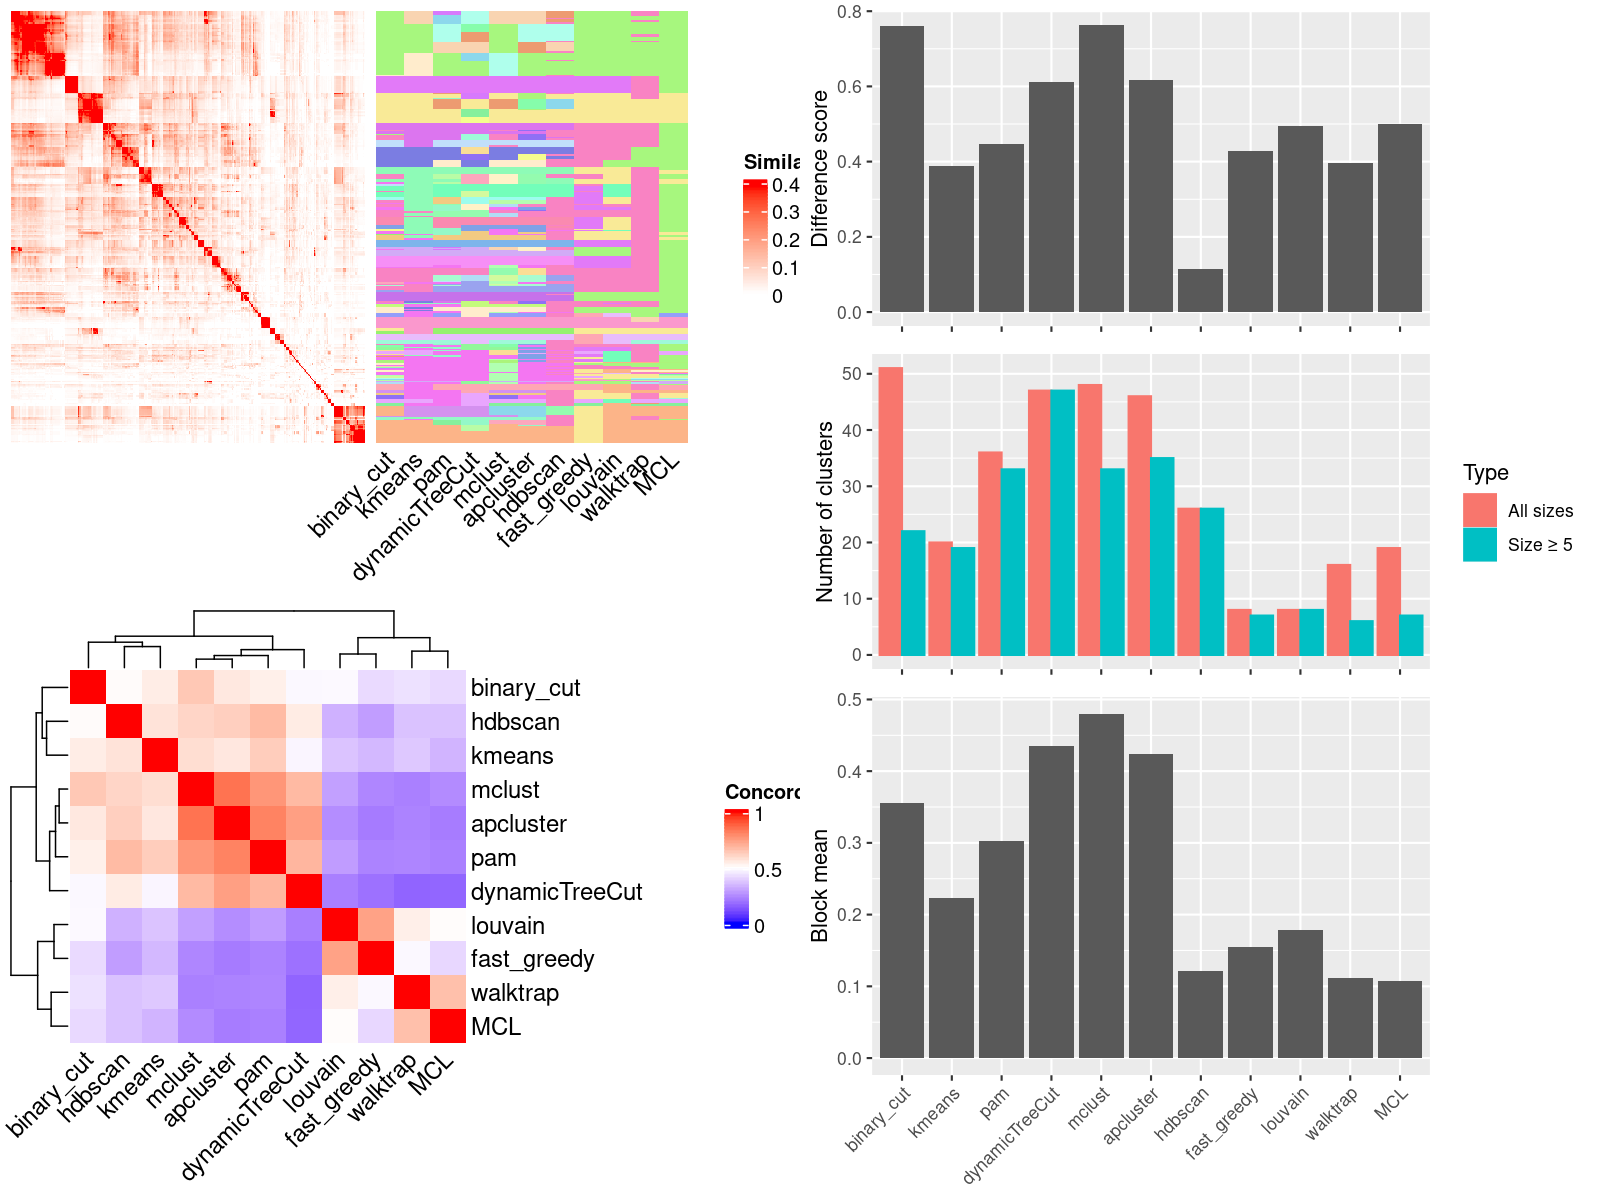 Simila
0.4
0.3
0.2
0.1
0
binary_cut
kmeans
pam
dynamicTreeCut
mclust
apcluster
hdbscan
fast_greedy
louvain
walktrap
MCL
binary_cut
hdbscan
kmeans
mclust
apcluster
pam
dynamicTreeCut
louvain
fast_greedy
walktrap
MCL
Concord
1
0.5
0
binary_cut
hdbscan
kmeans
mclust
apcluster
pam
dynamicTreeCut
louvain
fast_greedy
walktrap
MCL
Difference score
0.8
0.6
0.4
0.2
0.0
Number of clusters
50
40
30
20
10
0
Type
All sizes
Size ≥ 5
Block mean
0.5
0.4
0.3
0.2
0.1
0.0
binary_cut
kmeans
pam
dynamicTreeCut
mclust
apcluster
hdbscan
fast_greedy
louvain
walktrap
MCL